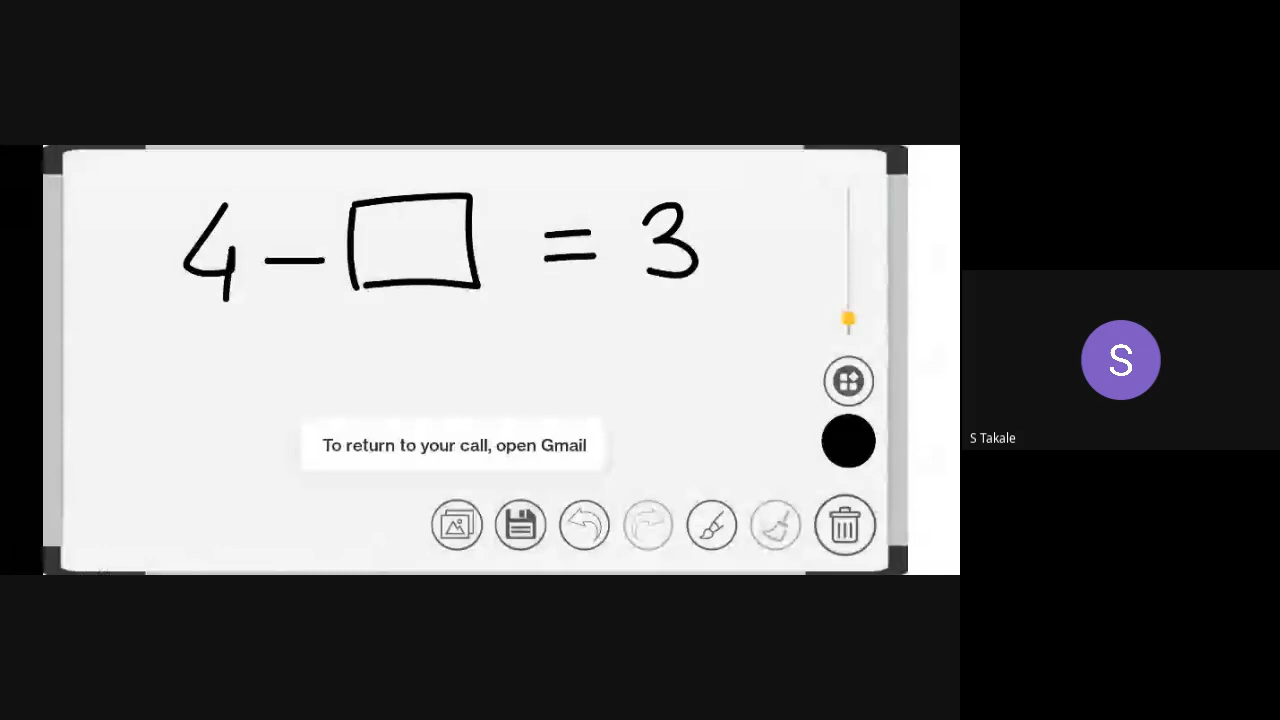 4 – □ = 3
To return to your call, open Gmail
S
S Takale